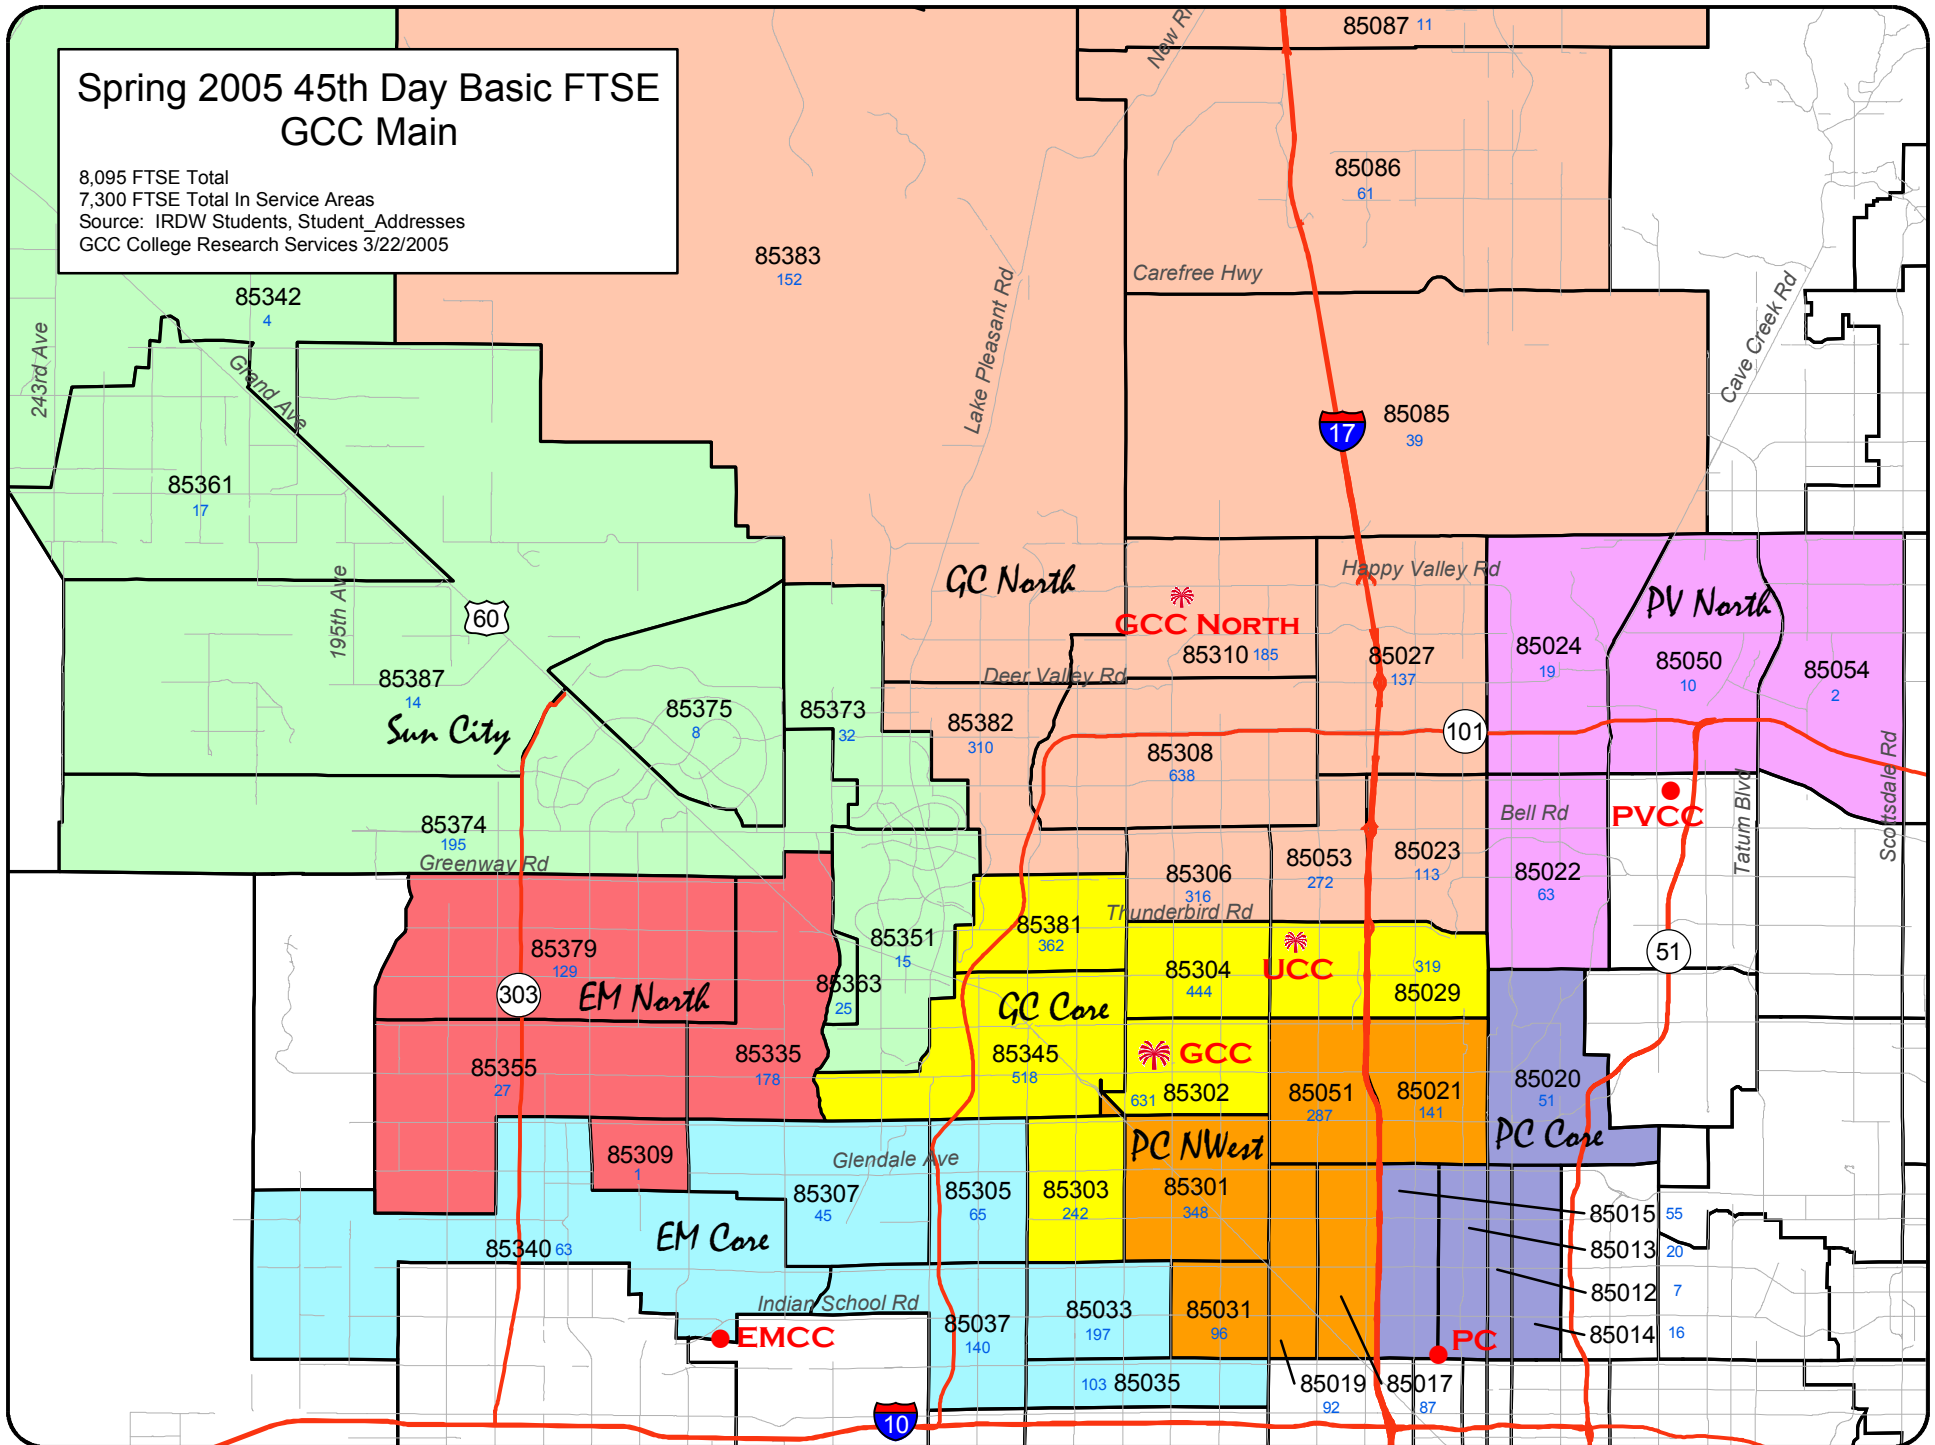 Spring 2005 45th Day Basic FTSE
GCC Main
8,095 FTSE Total
7,300 FTSE Total In Service Areas
Source: IRDW Students, Student_Addresses
GCC College Research Services 3/22/2005
85087 11
New Ri
85086
61
85383
152
Carefree Hwy
85342
4
243rd Ave
Grand Ave
Lake Pleasant Rd
Cave Creek Rd
17
85085
39
85361
17
195th Ave
60
GC North
GCC North
85310 185
Happy Valley Rd
85027
137
PV North
85024
19
85050
10
85054
2
Deer Valley Rd
85387
14
Sun City
85375
8
85373
32
85382
310
85308
638
101
Scottsdale Rd
Tatum Blvd
PVCC
Bell Rd
85374
195
Greenway Rd
85306
316
85053
272
85023
113
85022
63
Thunderbird Rd
85381
362
85379
129
303
EM North
85351
15
85363
25
85304
444
UCC
319
85029
51
GC Core
85345
518
GCC
631 85302
85355
27
85335
178
85051
287
85021
141
85020
51
PC Core
85309
1
Glendale Ave
PC NWest
85307
45
85305
65
85303
242
85301
348
85015 55
85013 20
85012 7
85014 16
85340 63
EM Core
Indian School Rd
EMCC
85037
140
85033
197
85031
96
PC
103 85035
85019
92
85017
87
10